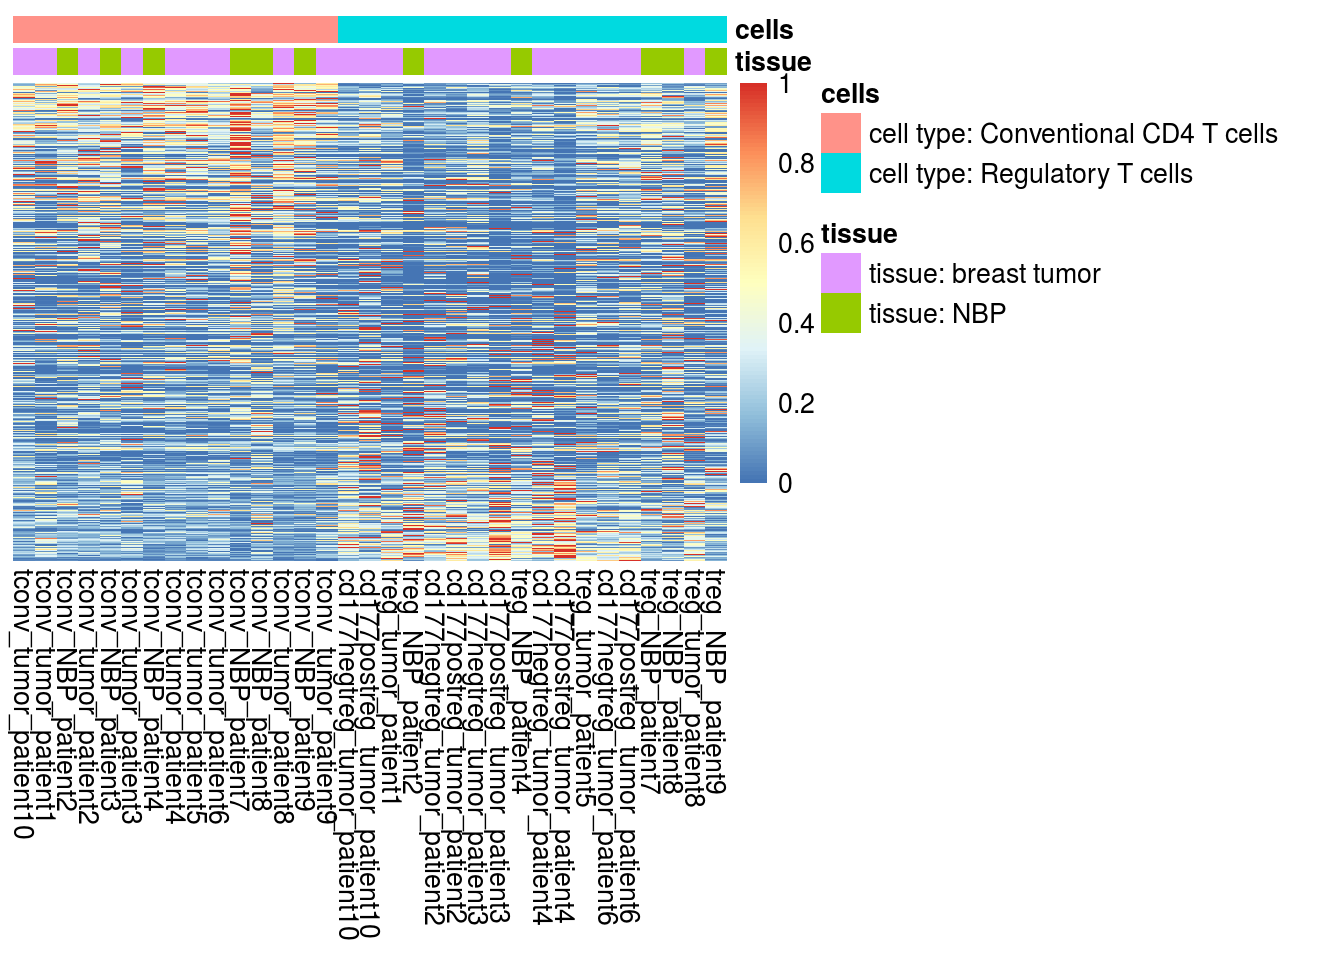 cells
tissue
1
0.8
0.6
0.4
0.2
0
cells
cell type: Conventional CD4 T cells
cell type: Regulatory T cells
tissue
tissue: breast tumor
tissue: NBP
tconv_tumor_patient10
tconv_tumor_patient1
tconv_NBP_patient2
tconv_tumor_patient2
tconv_NBP_patient3
tconv_tumor_patient3
tconv_NBP_patient4
tconv_tumor_patient4
tconv_tumor_patient5
tconv_tumor_patient6
tconv_NBP_patient7
tconv_NBP_patient8
tconv_tumor_patient8
tconv_NBP_patient9
tconv_tumor_patient9
cd177negtreg_tumor_patient10
cd177postreg_tumor_patient10
treg_tumor_patient1
treg_NBP_patient2
cd177negtreg_tumor_patient2
cd177postreg_tumor_patient2
cd177negtreg_tumor_patient3
cd177postreg_tumor_patient3
treg_NBP_patient4
cd177negtreg_tumor_patient4
cd177postreg_tumor_patient4
treg_tumor_patient5
cd177negtreg_tumor_patient6
cd177postreg_tumor_patient6
treg_NBP_patient7
treg_NBP_patient8
treg_tumor_patient8
treg_NBP_patient9